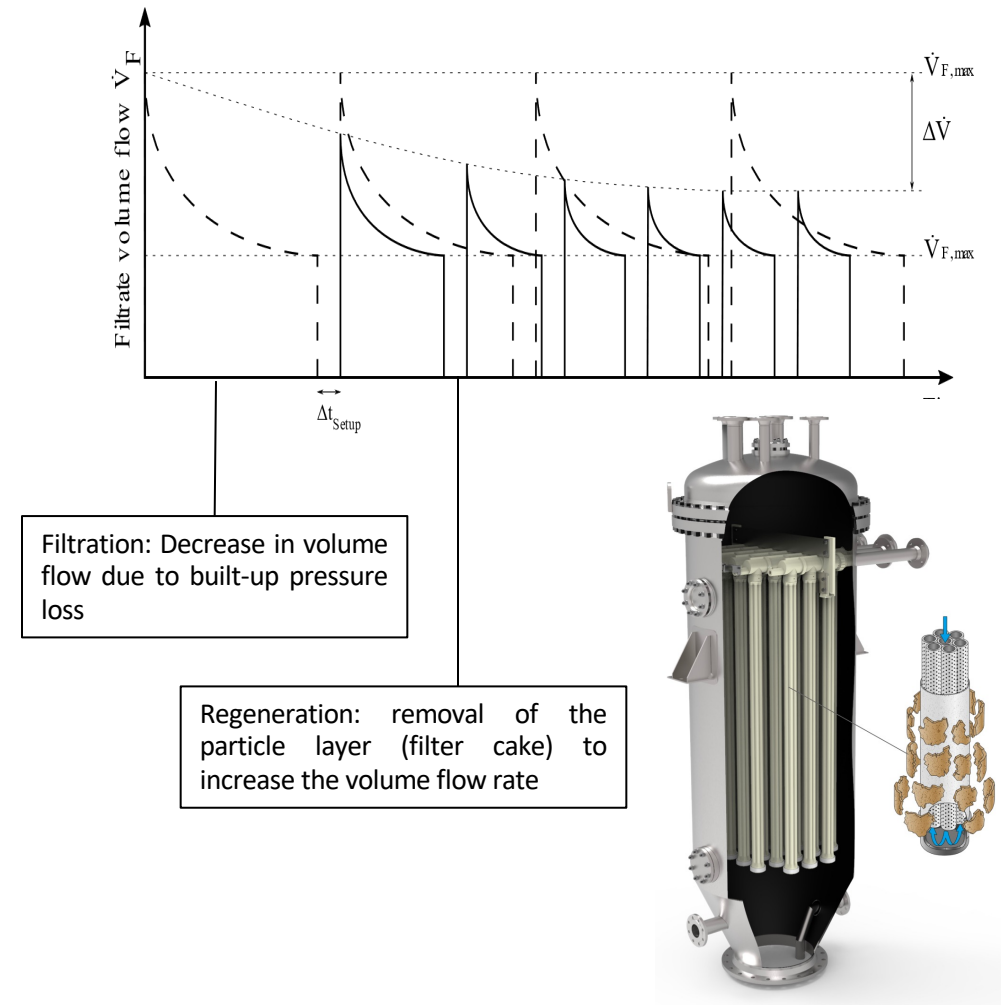 Filtrate volume flow V̇F
V̇F,max
ΔV̇
V̇F,max
ΔtSetup
Filtration: Decrease in volume
flow due to built-up pressure
loss
Regeneration: removal of the
particle layer (filter cake) to
increase the volume flow rate